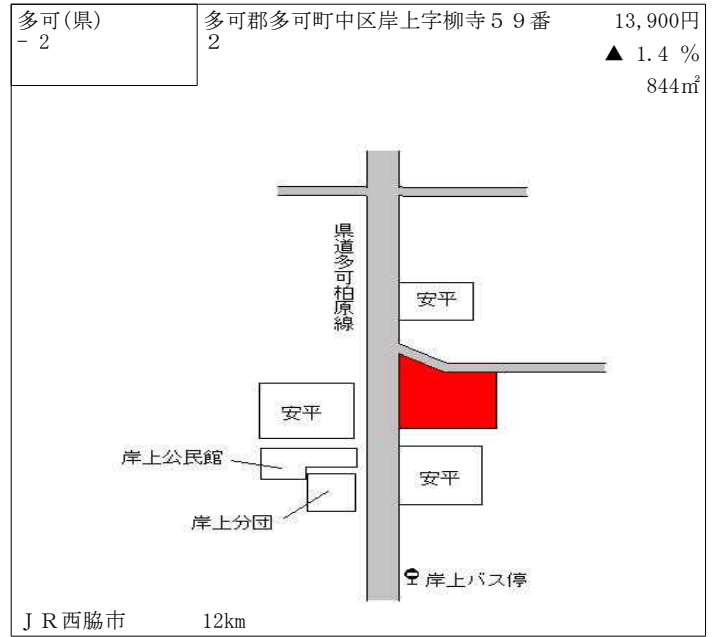 多可(県)
- 2
多可郡多可町中区岸上字柳寺５９番
2
13,900円
▲ 1.4 %
844㎡
県道多可柏原線
安平
安平
岸上公民館
安平
岸上分団
岸上バス停
ＪＲ西脇市 12km